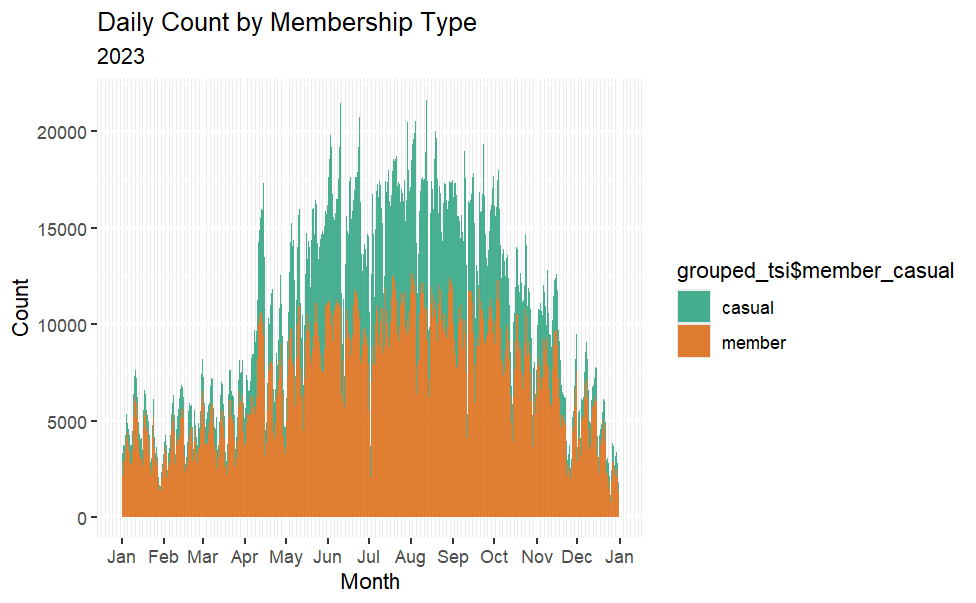 Daily Count by Membership Type
2023
20000
15000
10000
5000
0
Count
Jan Feb Mar Apr May Jun Jul Aug Sep Oct Nov Dec Jan
Month
grouped_tsi$member_casual
casual
member